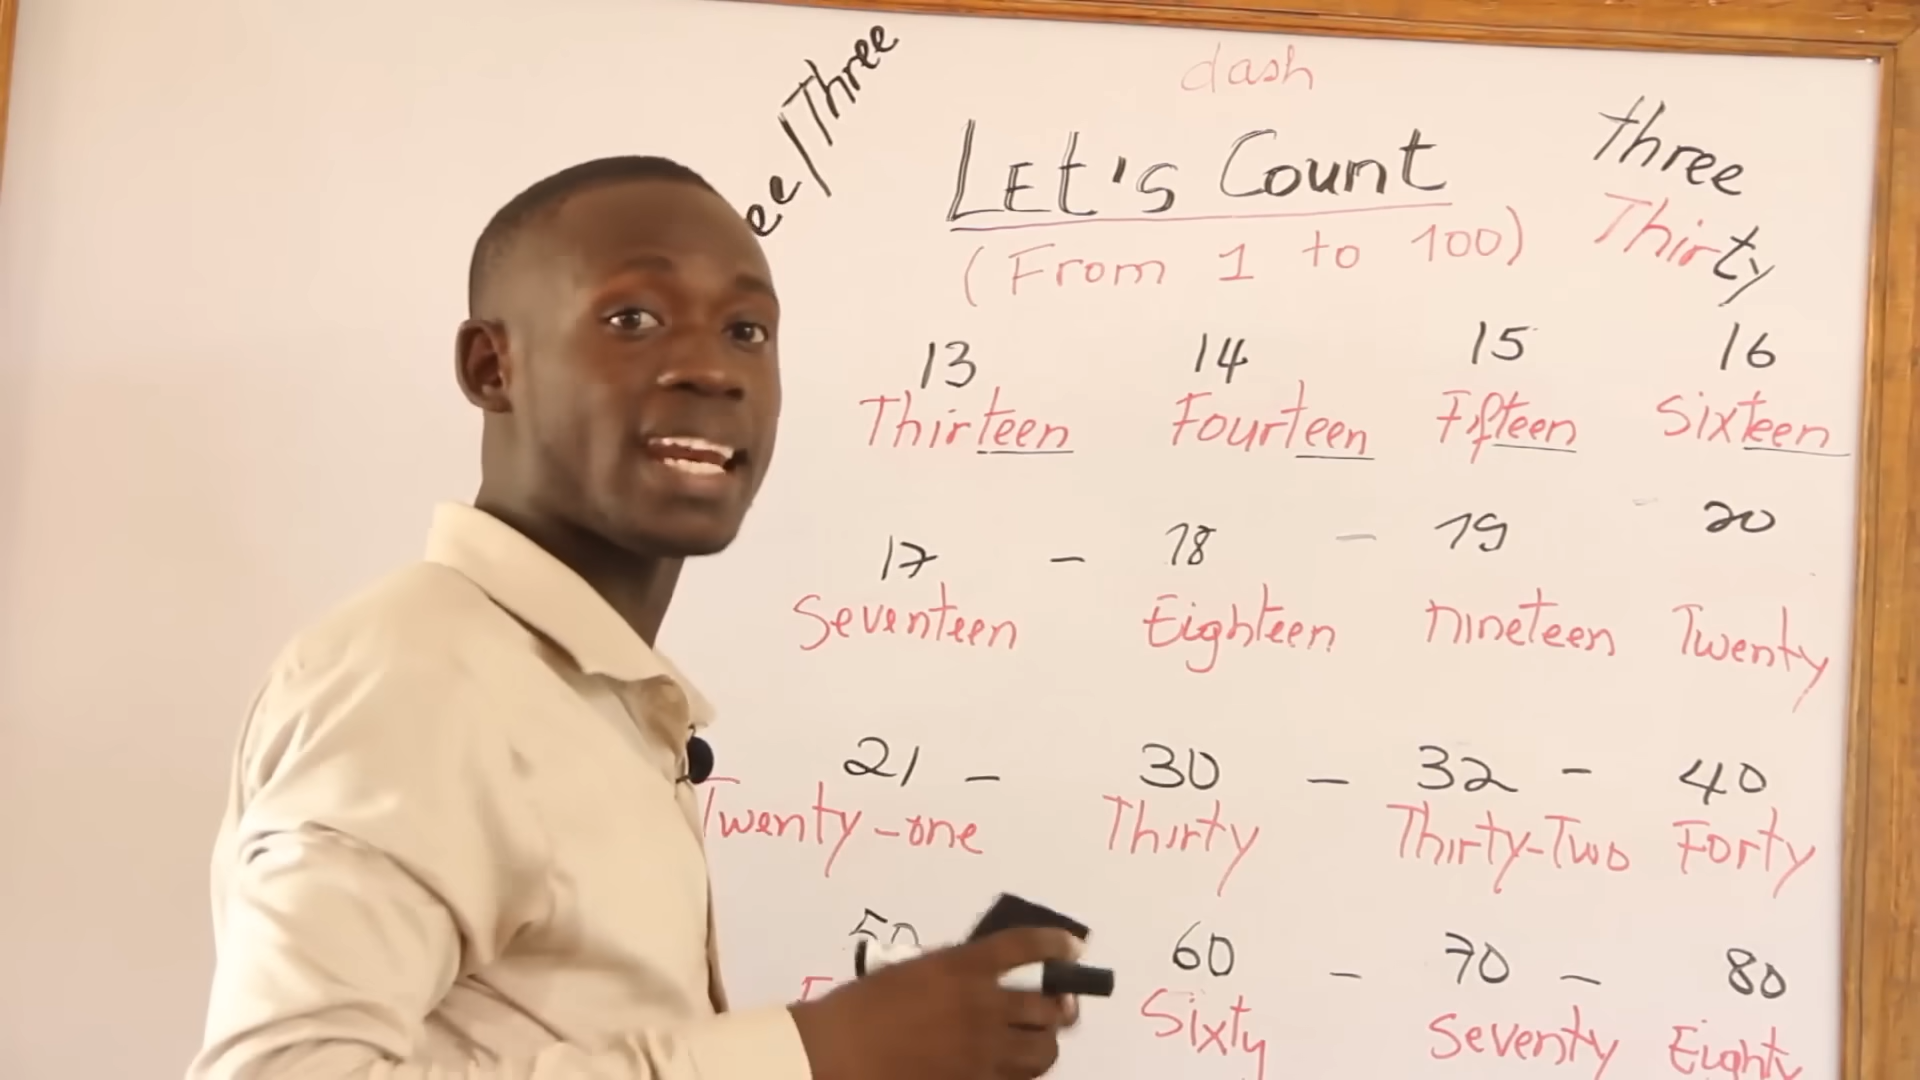 dash
Three
LEt's Count
three
(From 1 to 100)
Thirty
13 14 15 16
Thirteen Fourteen Fifteen Sixteen
17 - 18 - 19 - 20
Seventeen Eighteen Nineteen Twenty
21 - 30 - 32 - 40
Twenty-one Thirty Thirty-Two Forty
50 60 - 70 - 80
Sixty Seventy Eighty